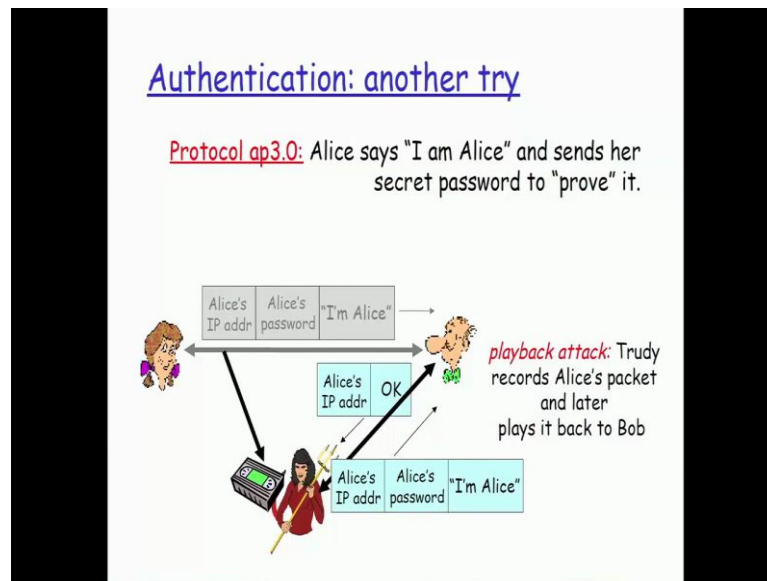 Authentication: another try
Protocol ap3.0: Alice says “I am Alice” and sends her
secret password to “prove” it.
Alice's
IP addr
Alice's
password
“I'm Alice”
Alice's
IP addr
OK
playback attack: Trudy
records Alice's packet
and later
plays it back to Bob
Alice's
IP addr
Alice's
password
“I'm Alice”